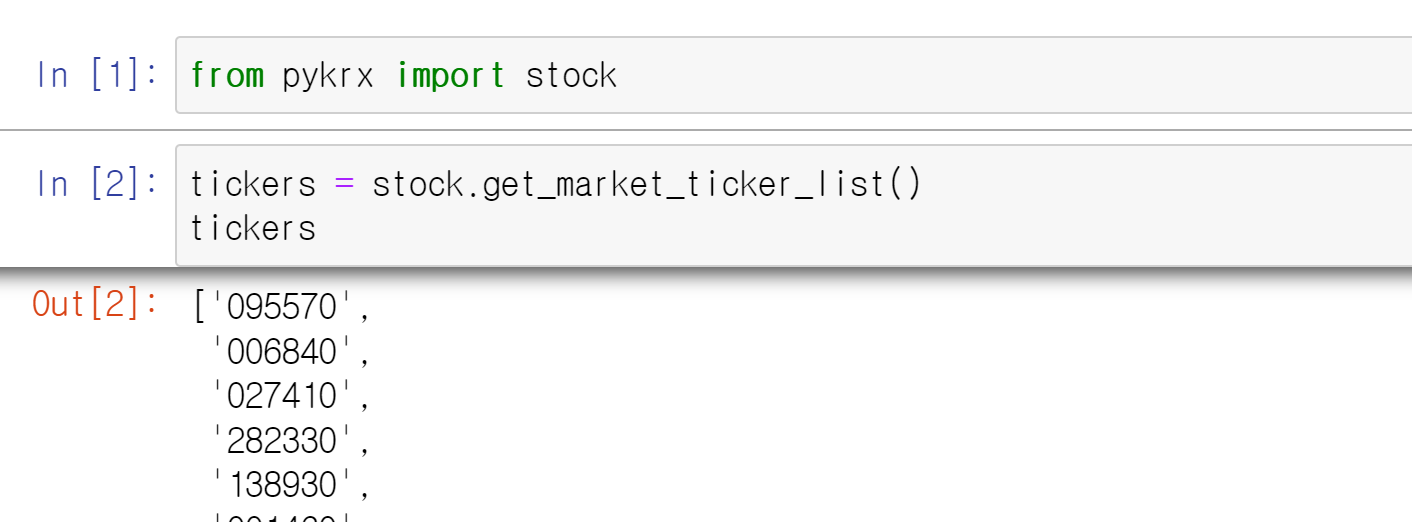 In [1]: from pykrx import stock
In [2]: tickers = stock.get_market_ticker_list()
tickers
Out[2]: ['095570',
'006840',
'027410',
'282330',
'138930',